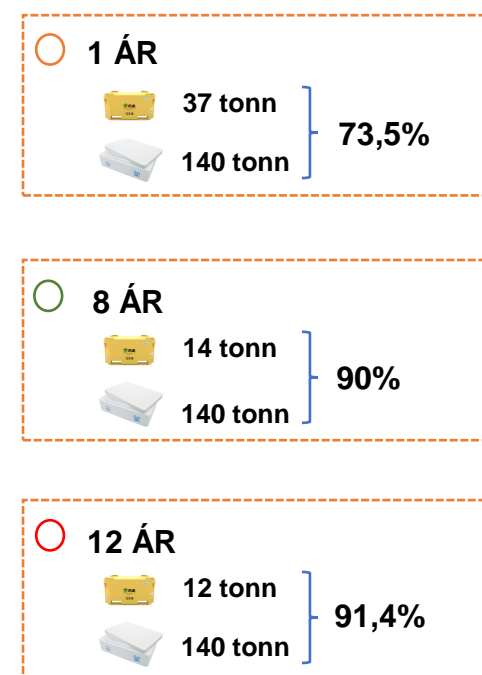 1 ÁR
37 tonn
73,5%
140 tonn
8 ÁR
14 tonn
90%
140 tonn
12 ÁR
12 tonn
91,4%
140 tonn